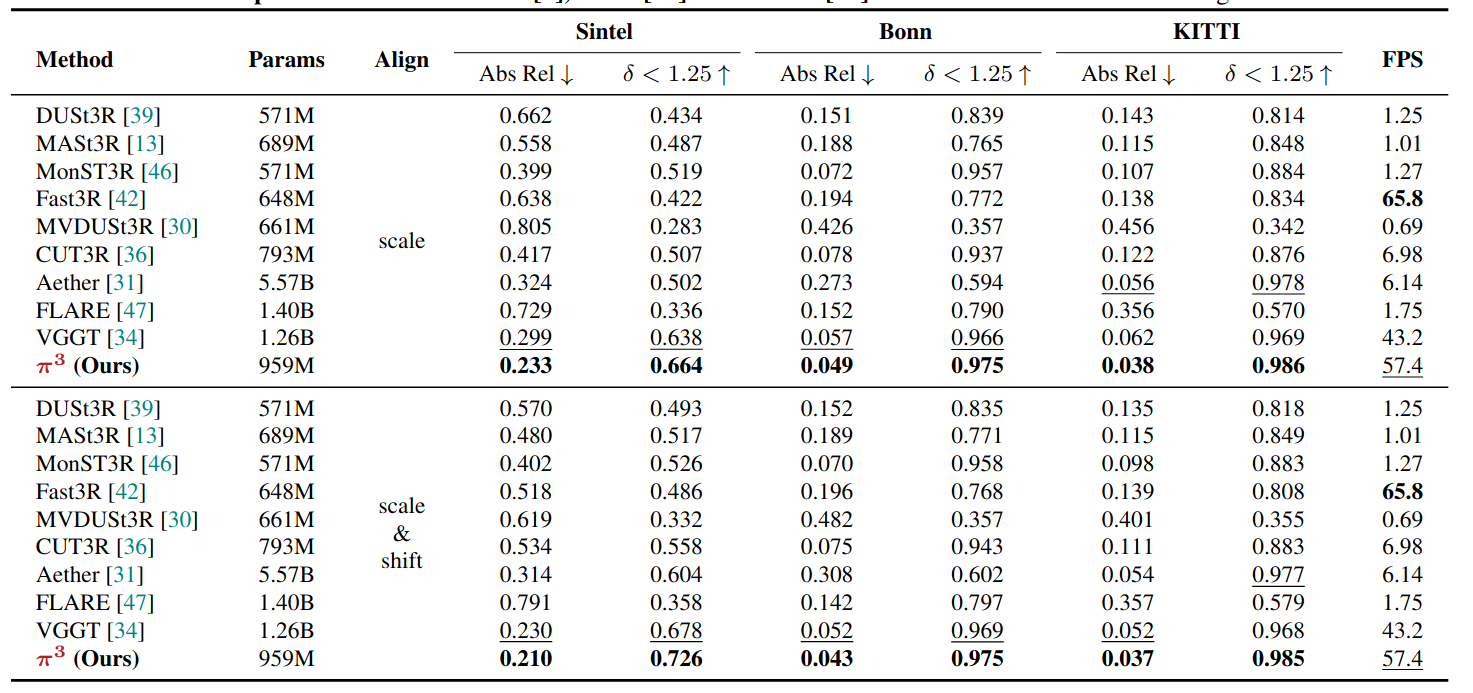 Sintel Bonn KITTI
Method Params Align FPS
Abs Rel ↓ δ < 1.25 ↑ Abs Rel ↓ δ < 1.25 ↑ Abs Rel ↓ δ < 1.25 ↑
DUSt3R [39] 571M 0.662 0.434 0.151 0.839 0.143 0.814 1.25
MASt3R [13] 689M 0.558 0.487 0.188 0.765 0.115 0.848 1.01
MonST3R [46] 571M 0.399 0.519 0.072 0.957 0.107 0.884 1.27
Fast3R [42] 648M 0.638 0.422 0.194 0.772 0.138 0.834 65.8
MVDUSt3R [30] 661M 0.805 0.283 0.426 0.357 0.456 0.342 0.69
scale
CUT3R [36] 793M 0.417 0.507 0.078 0.937 0.122 0.876 6.98
Aether [31] 5.57B 0.324 0.502 0.273 0.594 0.056 0.978 6.14
FLARE [47] 1.40B 0.729 0.336 0.152 0.790 0.356 0.570 1.75
VGGT [34] 1.26B 0.299 0.638 0.057 0.966 0.062 0.969 43.2
π³ (Ours) 959M 0.233 0.664 0.049 0.975 0.038 0.986 57.4
DUSt3R [39] 571M 0.570 0.493 0.152 0.835 0.135 0.818 1.25
MASt3R [13] 689M 0.480 0.517 0.189 0.771 0.115 0.849 1.01
MonST3R [46] 571M 0.402 0.526 0.070 0.958 0.098 0.883 1.27
Fast3R [42] 648M 0.518 0.486 0.196 0.768 0.139 0.808 65.8
scale
MVDUSt3R [30] 661M 0.619 0.332 0.482 0.357 0.401 0.355 0.69
&
CUT3R [36] 793M 0.534 0.558 0.075 0.943 0.111 0.883 6.98
shift
Aether [31] 5.57B 0.314 0.604 0.308 0.602 0.054 0.977 6.14
FLARE [47] 1.40B 0.791 0.358 0.142 0.797 0.357 0.579 1.75
VGGT [34] 1.26B 0.230 0.678 0.052 0.969 0.052 0.968 43.2
π³ (Ours) 959M 0.210 0.726 0.043 0.975 0.037 0.985 57.4